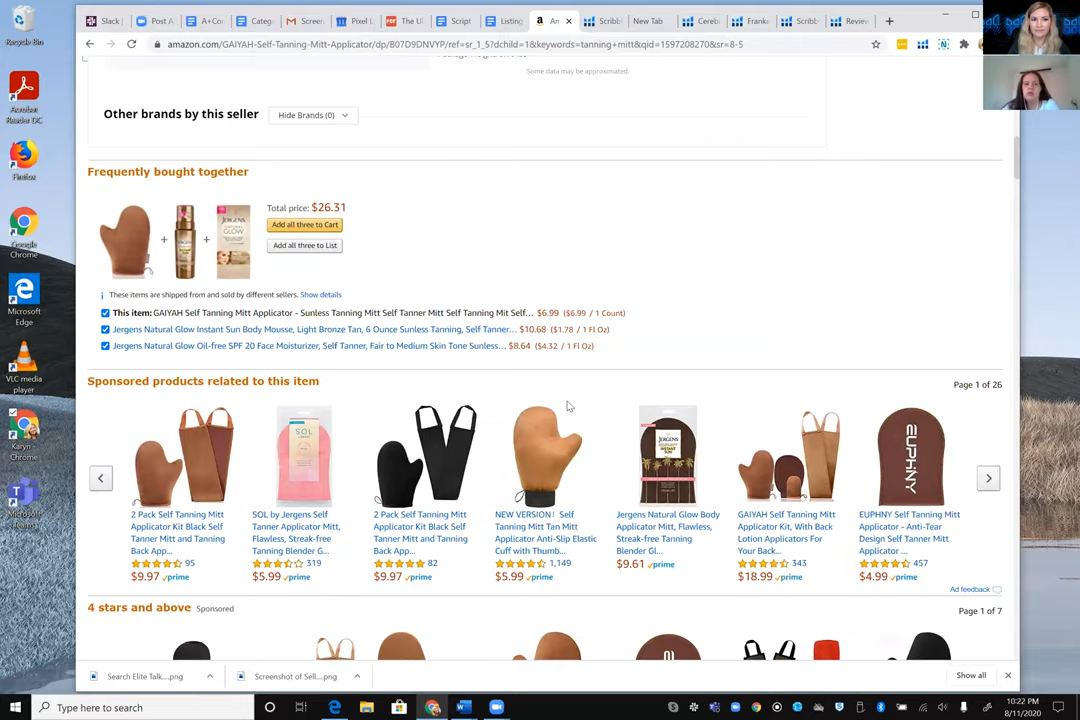 Recycle Bin
Acrobat
Reader DC
Firefox
Google
Chrome
Microsoft
Edge
VLC media
player
Karyn -
Chrome
Microsoft
Teams
Slack
Post A
A+Co
Categ
Screen
Pixel L
The Ul
Script
Listing
An
Scribb
New Tab
Cereb
Franke
Scribb
Review
amazon.com/GAIYAH-Self-Tanning-Mitt-Applicator/dp/B07D9DNVYP/ref=sr_1_5?dchild=1&keywords=tanning+mitt&qid=1597208270&sr=8-5
Some data may be approximated.
Other brands by this seller
Hide Brands (0)
Frequently bought together
Total price: $26.31
Add all three to Cart
Add all three to List
These items are shipped from and sold by different sellers. Show details
This item: GAIYAH Self Tanning Mitt Applicator - Sunless Tanning Mitt Self Tanner Mitt Self Tanning Mit Self... $6.99 ($6.99 / 1 Count)
Jergens Natural Glow Instant Sun Body Mousse, Light Bronze Tan, 6 Ounce Sunless Tanning, Self Tanner... $10.68 ($1.78 / 1 Fl Oz)
Jergens Natural Glow Oil-free SPF 20 Face Moisturizer, Self Tanner, Fair to Medium Skin Tone Sunless... $8.64 ($4.32 / 1 Fl Oz)
Sponsored products related to this item
Page 1 of 26
SOL
JERGENS
EUPHNY
2 Pack Self Tanning Mitt
Applicator Kit Black Self
Tanner Mitt and Tanning
Back App...
95
$9.97 prime
SOL by Jergens Self
Tanner Applicator Mitt,
Flawless, Streak-free
Tanning Blender G...
319
$5.99 prime
2 Pack Self Tanning Mitt
Applicator Kit Black Self
Tanner Mitt and Tanning
Back App...
82
$9.97 prime
NEW VERSION！Self
Tanning Mitt Tan Mitt
Applicator Anti-Slip Elastic
Cuff with Thumb...
1,149
$5.99 prime
Jergens Natural Glow Body
Applicator Mitt, Flawless,
Streak-free Tanning
Blender Gl...
$9.61 prime
GAIYAH Self Tanning Mitt
Applicator Kit, With Back
Lotion Applicators For
Your Back...
343
$18.99 prime
EUPHNY Self Tanning Mitt
Applicator - Anti-Tear
Design Self Tanner Mitt
Applicator ...
457
$4.99 prime
Ad feedback
4 stars and above Sponsored
Page 1 of 7
Search Elite Talk....png
Screenshot of Sell....png
Show all
Type here to search
10:22 PM
8/11/2020